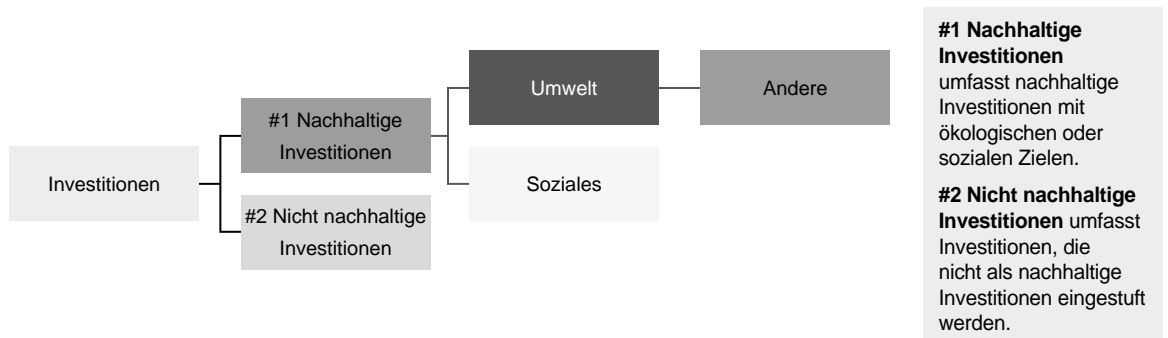 Investitionen
#1 Nachhaltige
Investitionen
#2 Nicht nachhaltige
Investitionen
Umwelt
Soziales
Andere
#1 Nachhaltige
Investitionen
umfasst nachhaltige
Investitionen mit
ökologischen oder
sozialen Zielen.
#2 Nicht nachhaltige
Investitionen umfasst
Investitionen, die
nicht als nachhaltige
Investitionen eingestuft
werden.